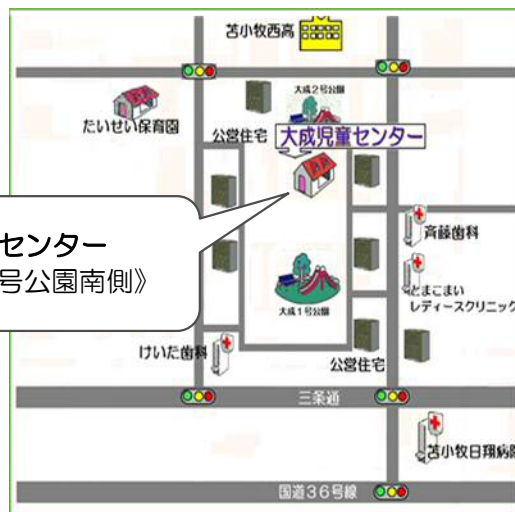 苫小牧西高
大成2号公園
たいせい保育園
公営住宅
大成児童センター
センター
号公園南側》
斉藤歯科
とまこまい
レディースクリニック
大成1号公園
けいた歯科
公営住宅
三条通
苫小牧日翔病院
国道36号線